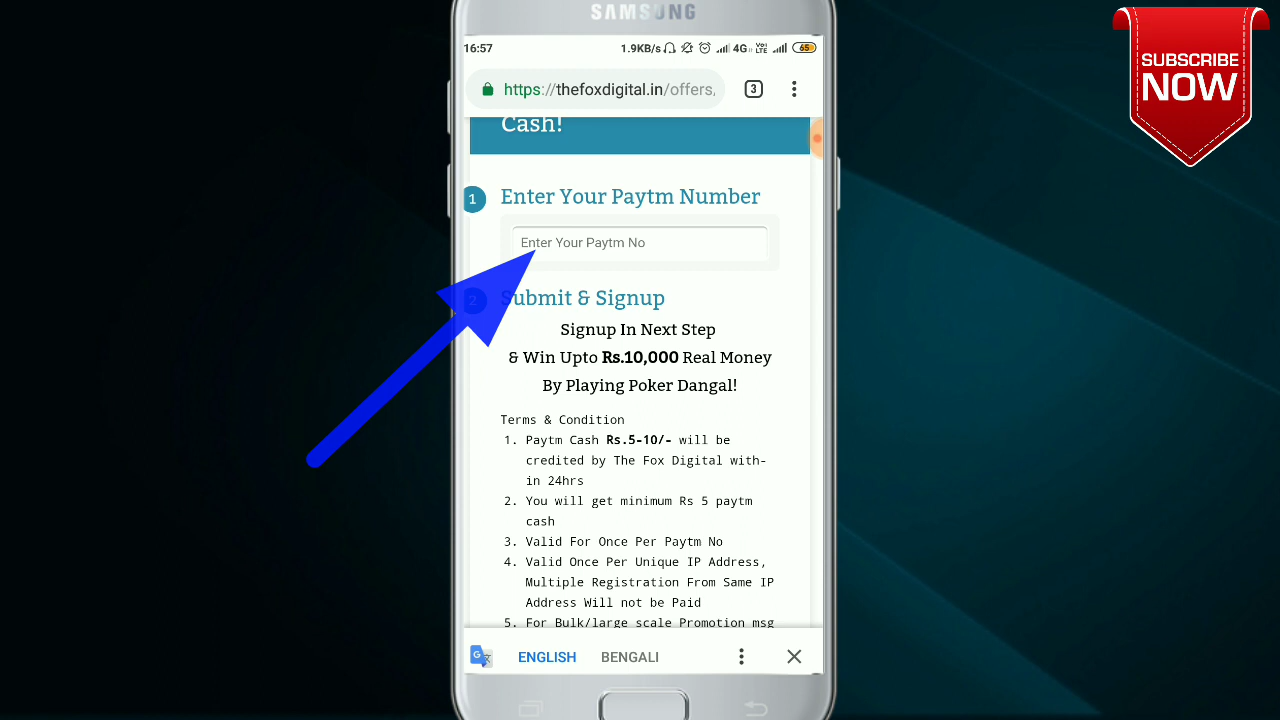 SAMSUNG
16:57
1.9KB/s
4G
Vo)
LTE
65
https://thefoxdigital.in/offers/
3
Cash!
1
Enter Your Paytm Number
Enter Your Paytm No
2
Submit & Signup
Signup In Next Step
& Win Upto Rs.10,000 Real Money
By Playing Poker Dangal!
Terms & Condition
1. Paytm Cash Rs.5-10/- will be
credited by The Fox Digital with-
in 24hrs
2. You will get minimum Rs 5 paytm
cash
3. Valid For Once Per Paytm No
4. Valid Once Per Unique IP Address,
Multiple Registration From Same IP
Address Will not be Paid
5. For Bulk/large scale Promotion msg
ENGLISH
BENGALI
SUBSCRIBE
NOW